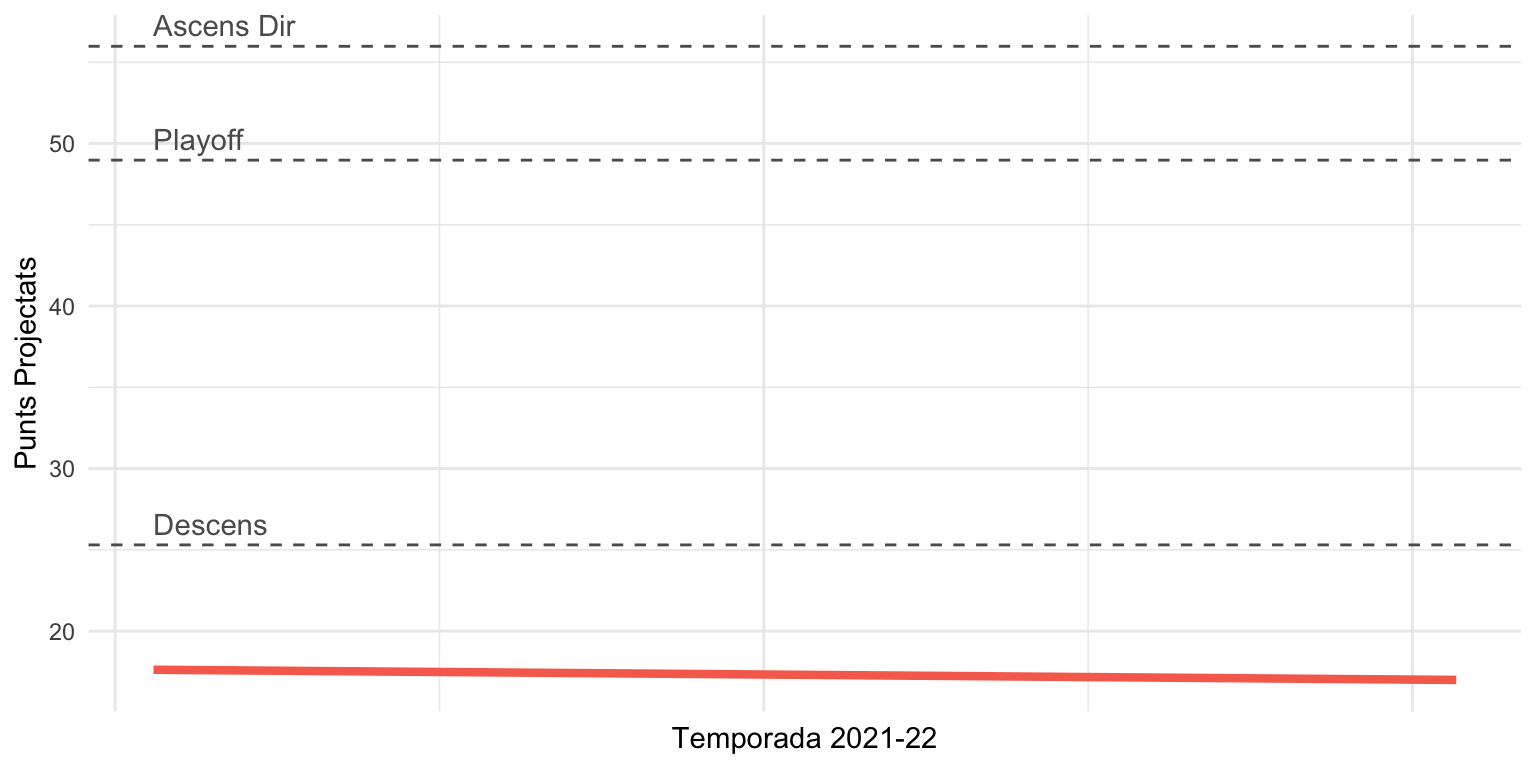 Ascens Dir
Playoff
Descens
50
40
30
20
Punts Projectats
Temporada 2021-22